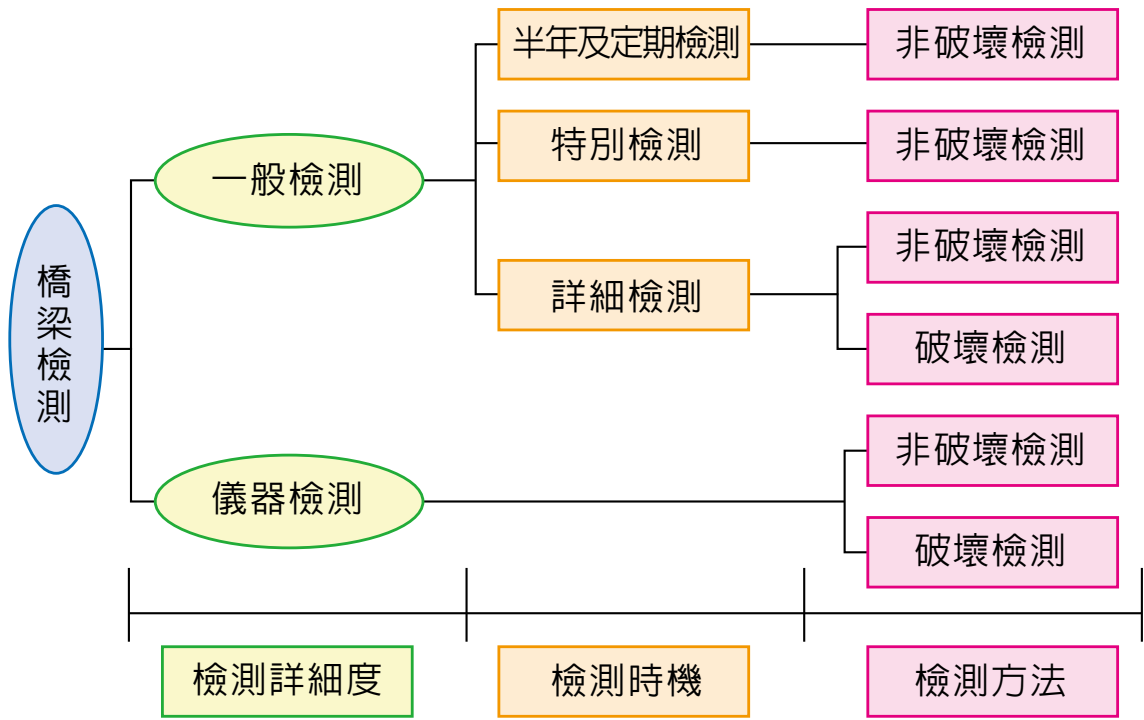 橋梁檢測
一般檢測
半年及定期檢測
非破壞檢測
特別檢測
非破壞檢測
詳細檢測
非破壞檢測
破壞檢測
儀器檢測
非破壞檢測
破壞檢測
檢測詳細度
檢測時機
檢測方法